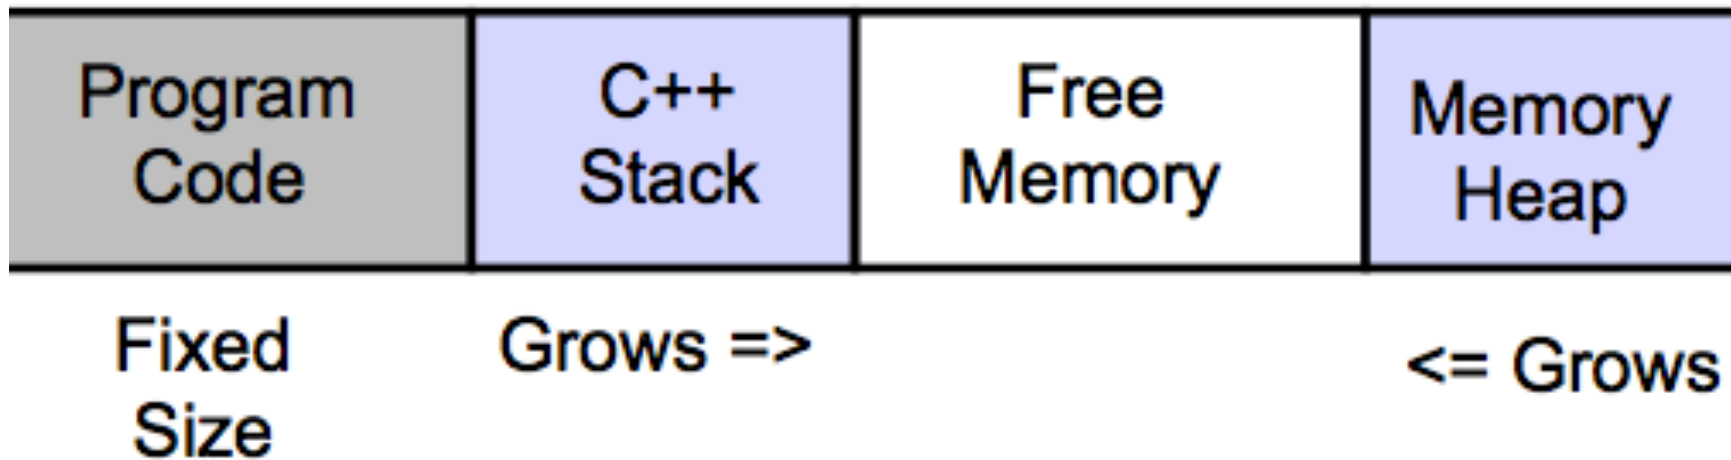 Program
Code
C++
Stack
Free
Memory
Memory
Heap
Fixed
Size
Grows =>
<= Grows